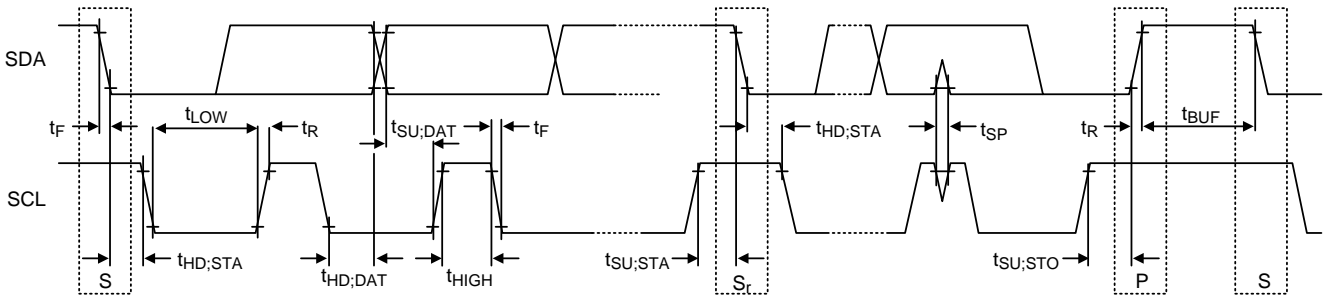 SDA
tF
tLOW
tR
tSU;DAT
tF
tHD;STA
tSP
tR
tBUF
SCL
S
tHD;STA
tHD;DAT
tHIGH
tSU;STA
Sr
tSU;STO
P
S